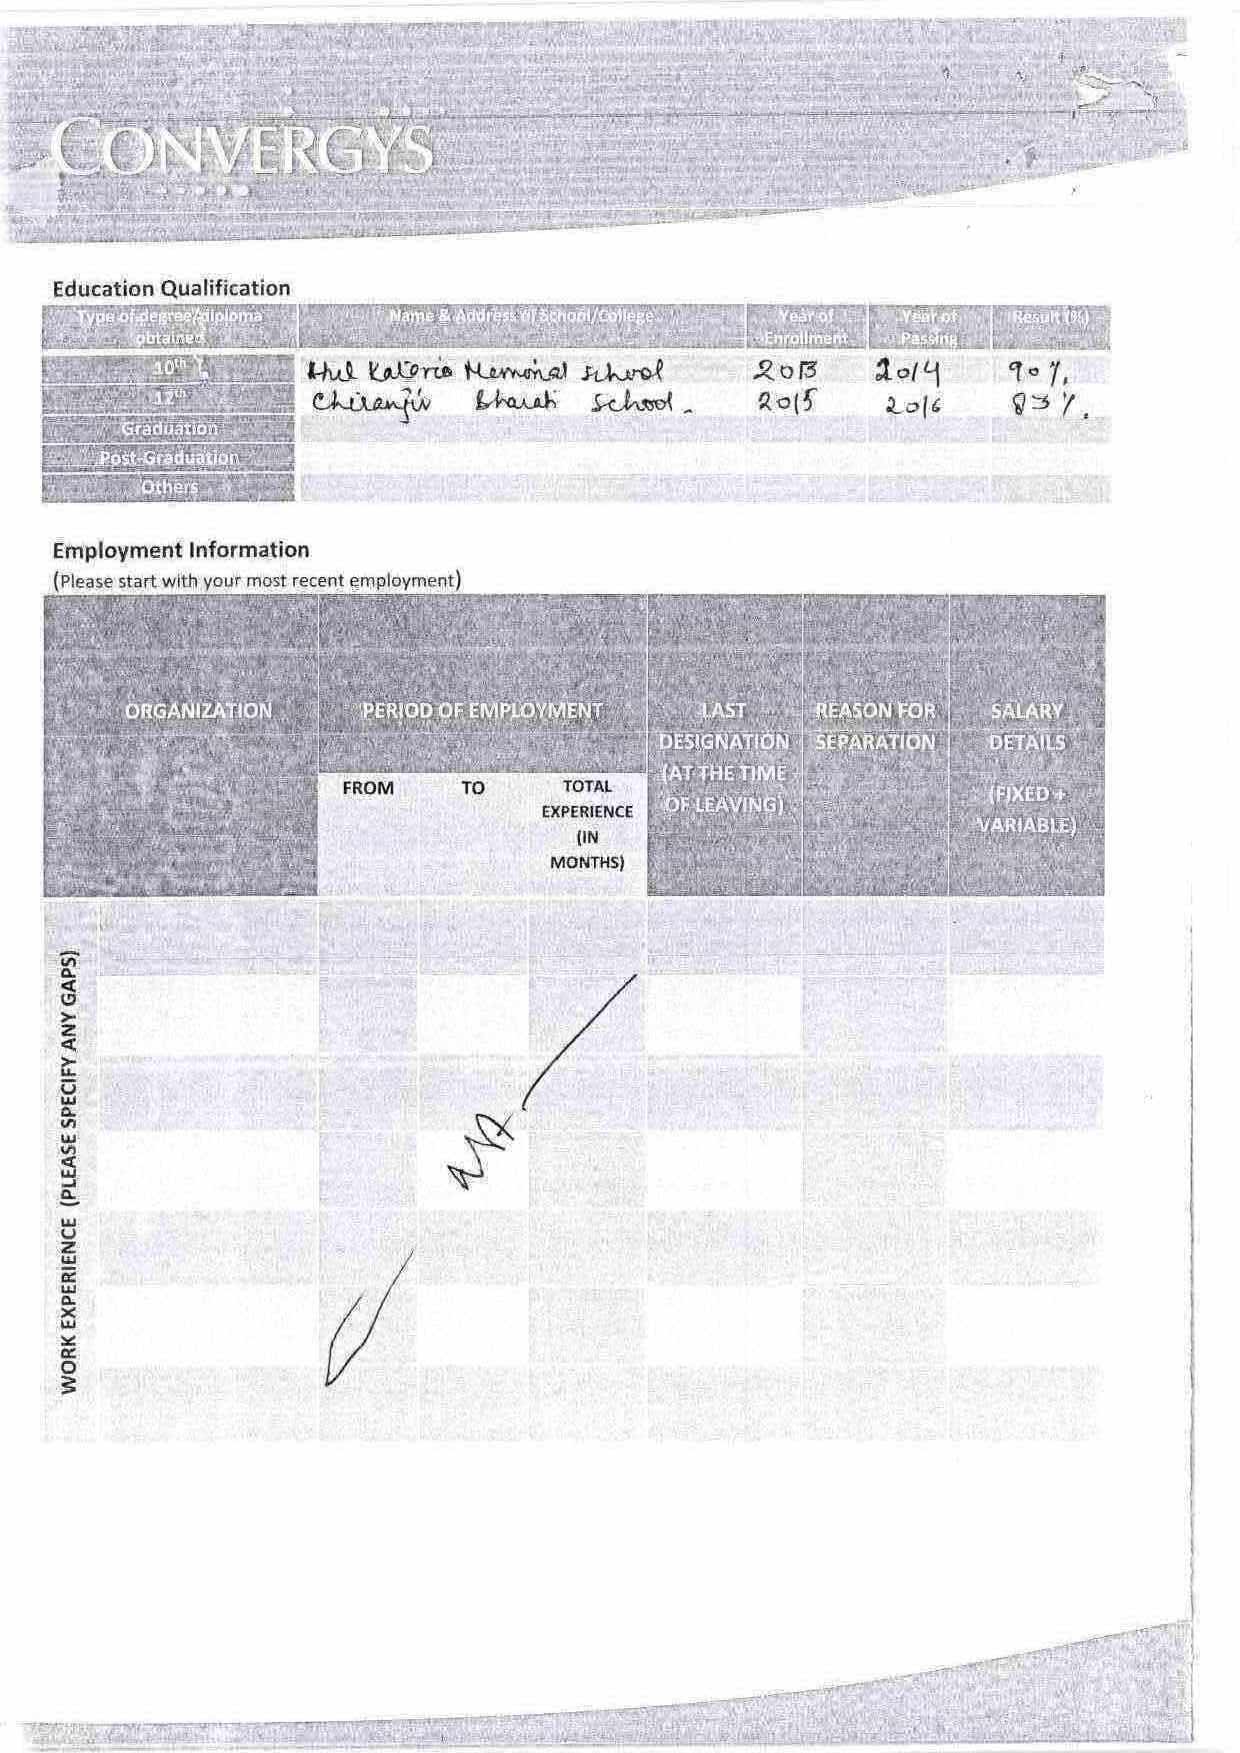 CONVERGYS
Education Qualification
Type of degree/diploma obtained Name & Address of School/College Year of Enrollment Year of Passing Result (%)
10th Katoria Memorial School 2013 2014 90%.
12th Chiranjiv Bharati School. 2015 2016 83%.
Graduation
Post-Graduation
Others
Employment Information
(Please start with your most recent employment)
ORGANIZATION PERIOD OF EMPLOYMENT LAST DESIGNATION (AT THE TIME OF LEAVING) REASON FOR SEPARATION SALARY DETAILS (FIXED + VARIABLE)
FROM TO TOTAL EXPERIENCE (IN MONTHS)
WORK EXPERIENCE (PLEASE SPECIFY ANY GAPS)